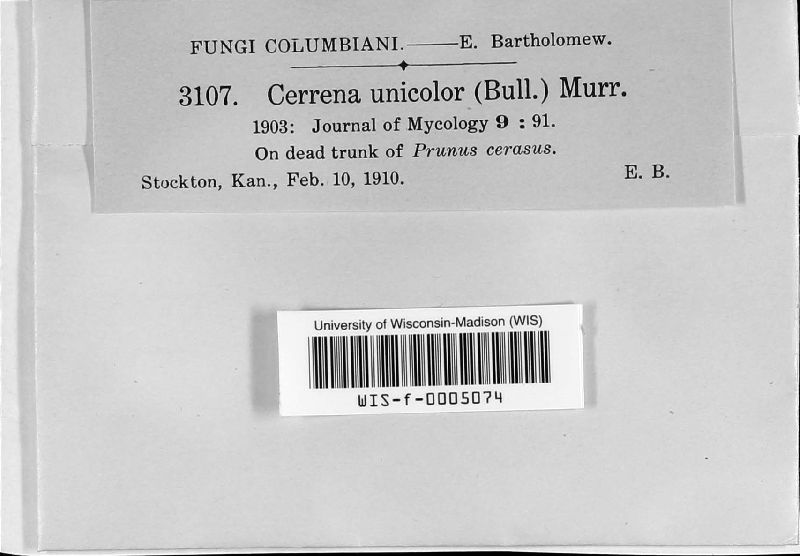 FUNGI COLUMBIANI.——E. Bartholomew.
3107. Cerrena unicolor (Bull.) Murr.
1903: Journal of Mycology 9 : 91.
On dead trunk of Prunus cerasus.
Stockton, Kan., Feb. 10, 1910. E. B.
University of Wisconsin-Madison (WIS)
WIS-f-0005074